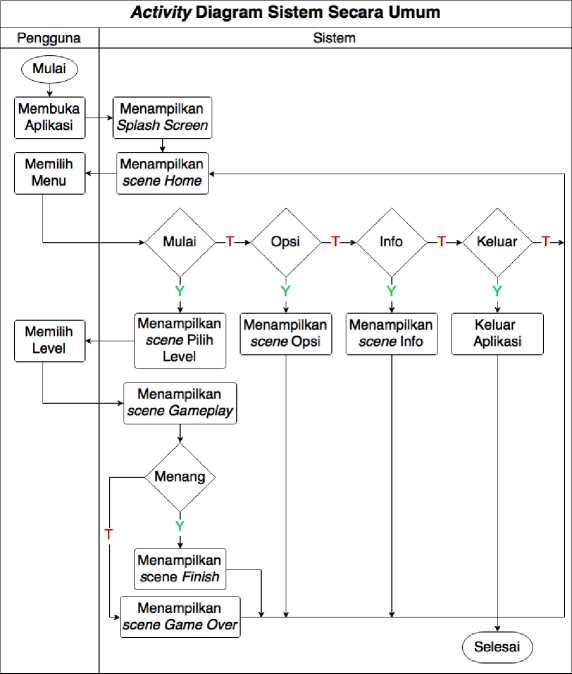 Activity Diagram Sistem Secara Umum
Pengguna
Sistem
Mulai
Membuka
Aplikasi
Menampilkan
Splash Screen
Memilih
Menu
Menampilkan
scene Home
Mulai
T
Opsi
T
Info
T
Keluar
T
Y
Y
Y
Y
Memilih
Level
Menampilkan
scene Pilih
Level
Menampilkan
scene Opsi
Menampilkan
scene Info
Keluar
Aplikasi
Menampilkan
scene Gameplay
Menang
T
Y
Menampilkan
scene Finish
Menampilkan
scene Game Over
Selesai